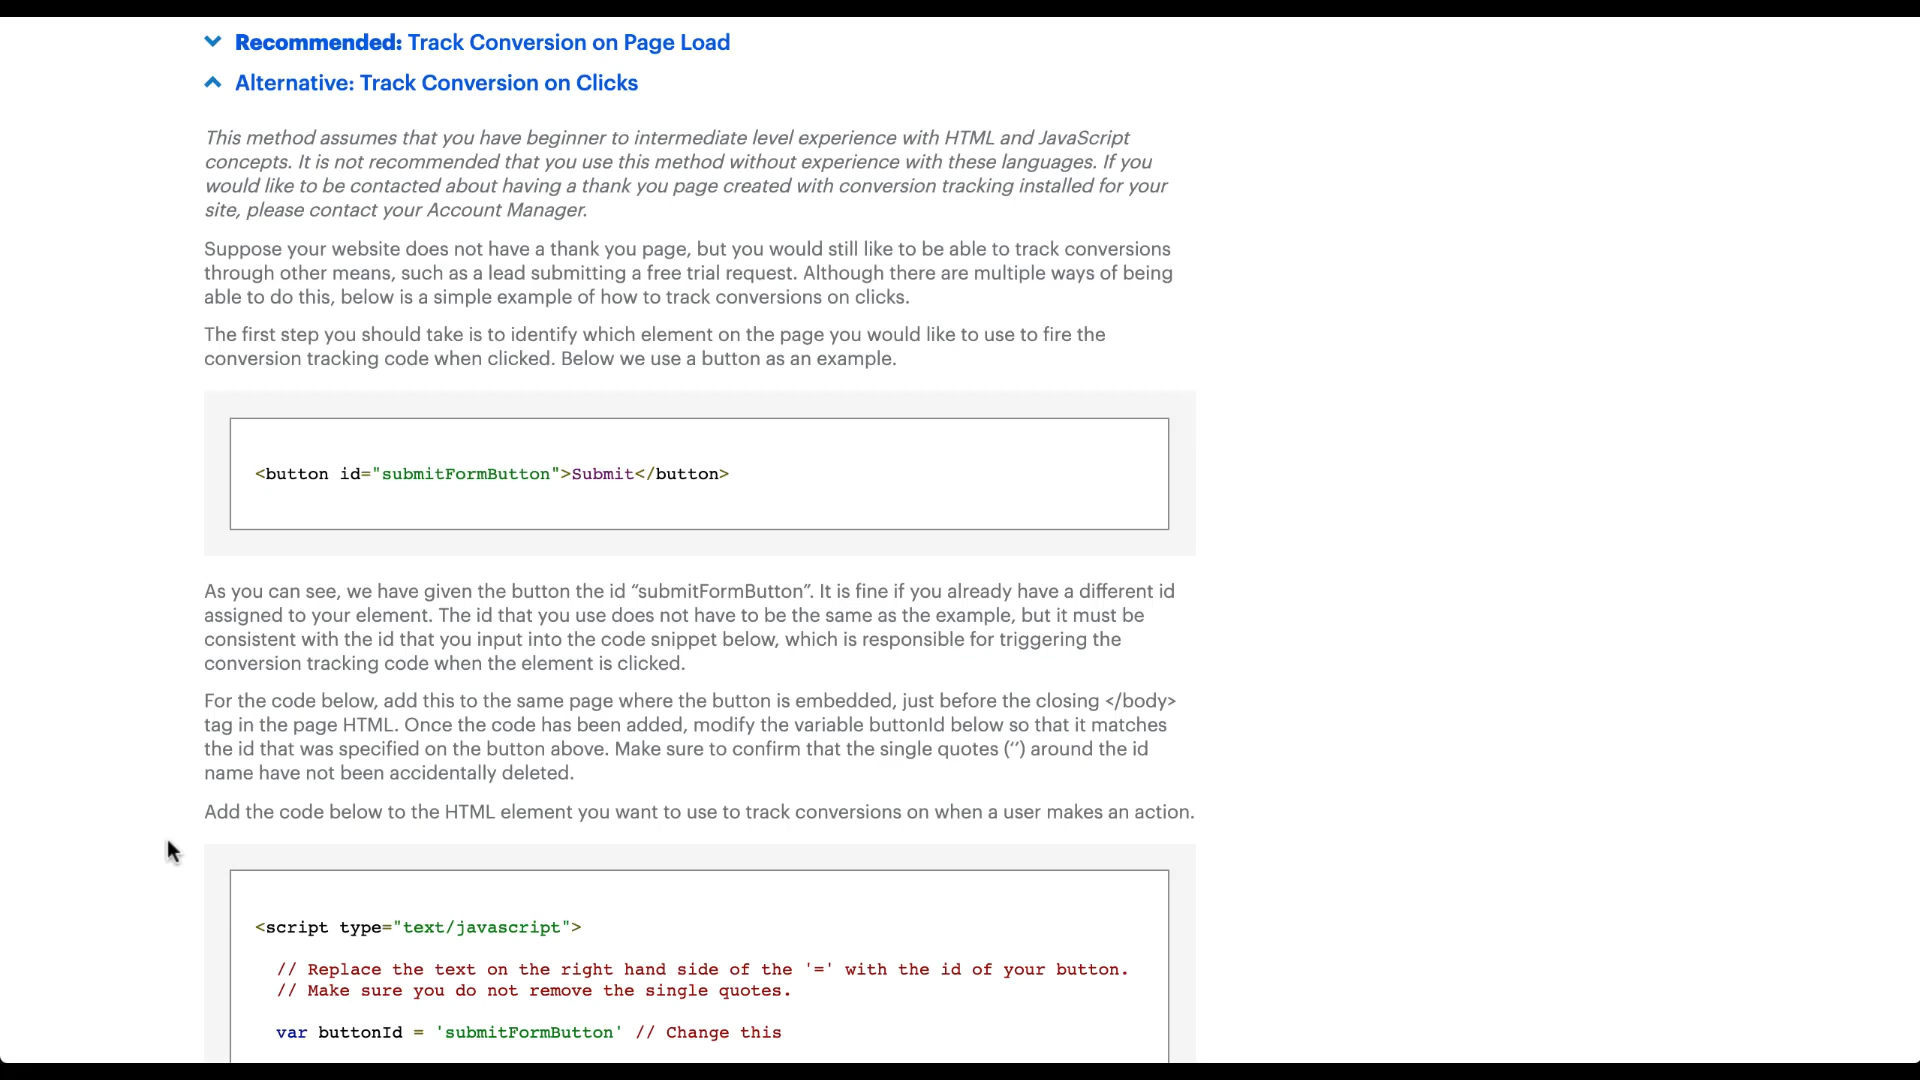 Recommended: Track Conversion on Page Load
Alternative: Track Conversion on Clicks
This method assumes that you have beginner to intermediate level experience with HTML and JavaScript
concepts. It is not recommended that you use this method without experience with these languages. If you
would like to be contacted about having a thank you page created with conversion tracking installed for your
site, please contact your Account Manager.
Suppose your website does not have a thank you page, but you would still like to be able to track conversions
through other means, such as a lead submitting a free trial request. Although there are multiple ways of being
able to do this, below is a simple example of how to track conversions on clicks.
The first step you should take is to identify which element on the page you would like to use to fire the
conversion tracking code when clicked. Below we use a button as an example.
<button id="submitFormButton">Submit</button>
As you can see, we have given the button the id “submitFormButton”. It is fine if you already have a different id
assigned to your element. The id that you use does not have to be the same as the example, but it must be
consistent with the id that you input into the code snippet below, which is responsible for triggering the
conversion tracking code when the element is clicked.
For the code below, add this to the same page where the button is embedded, just before the closing </body>
tag in the page HTML. Once the code has been added, modify the variable buttonId below so that it matches
the id that was specified on the button above. Make sure to confirm that the single quotes (‘’) around the id
name have not been accidentally deleted.
Add the code below to the HTML element you want to use to track conversions on when a user makes an action.
<script type="text/javascript">
// Replace the text on the right hand side of the '=' with the id of your button.
// Make sure you do not remove the single quotes.
var buttonId = 'submitFormButton' // Change this